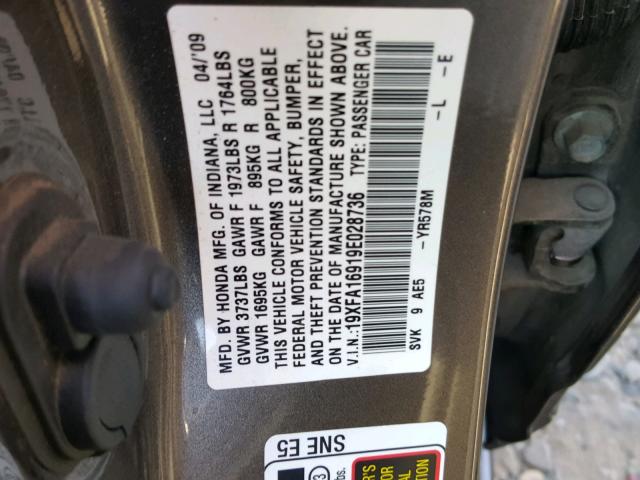 MFD. BY HONDA MFG. OF INDIANA, LLC 04/'09
GVWR 3737LBS GAWR F 1973LBS R 1764LBS
GVWR 1695KG GAWR F 895KG R 800KG
THIS VEHICLE CONFORMS TO ALL APPLICABLE
FEDERAL MOTOR VEHICLE SAFETY, BUMPER,
AND THEFT PREVENTION STANDARDS IN EFFECT
ON THE DATE OF MANUFACTURE SHOWN ABOVE.
V.I.N.:19XFA16919E028736 TYPE: PASSENGER CAR
-YR578M -L -E
SVK 9 AE5
SNE E5